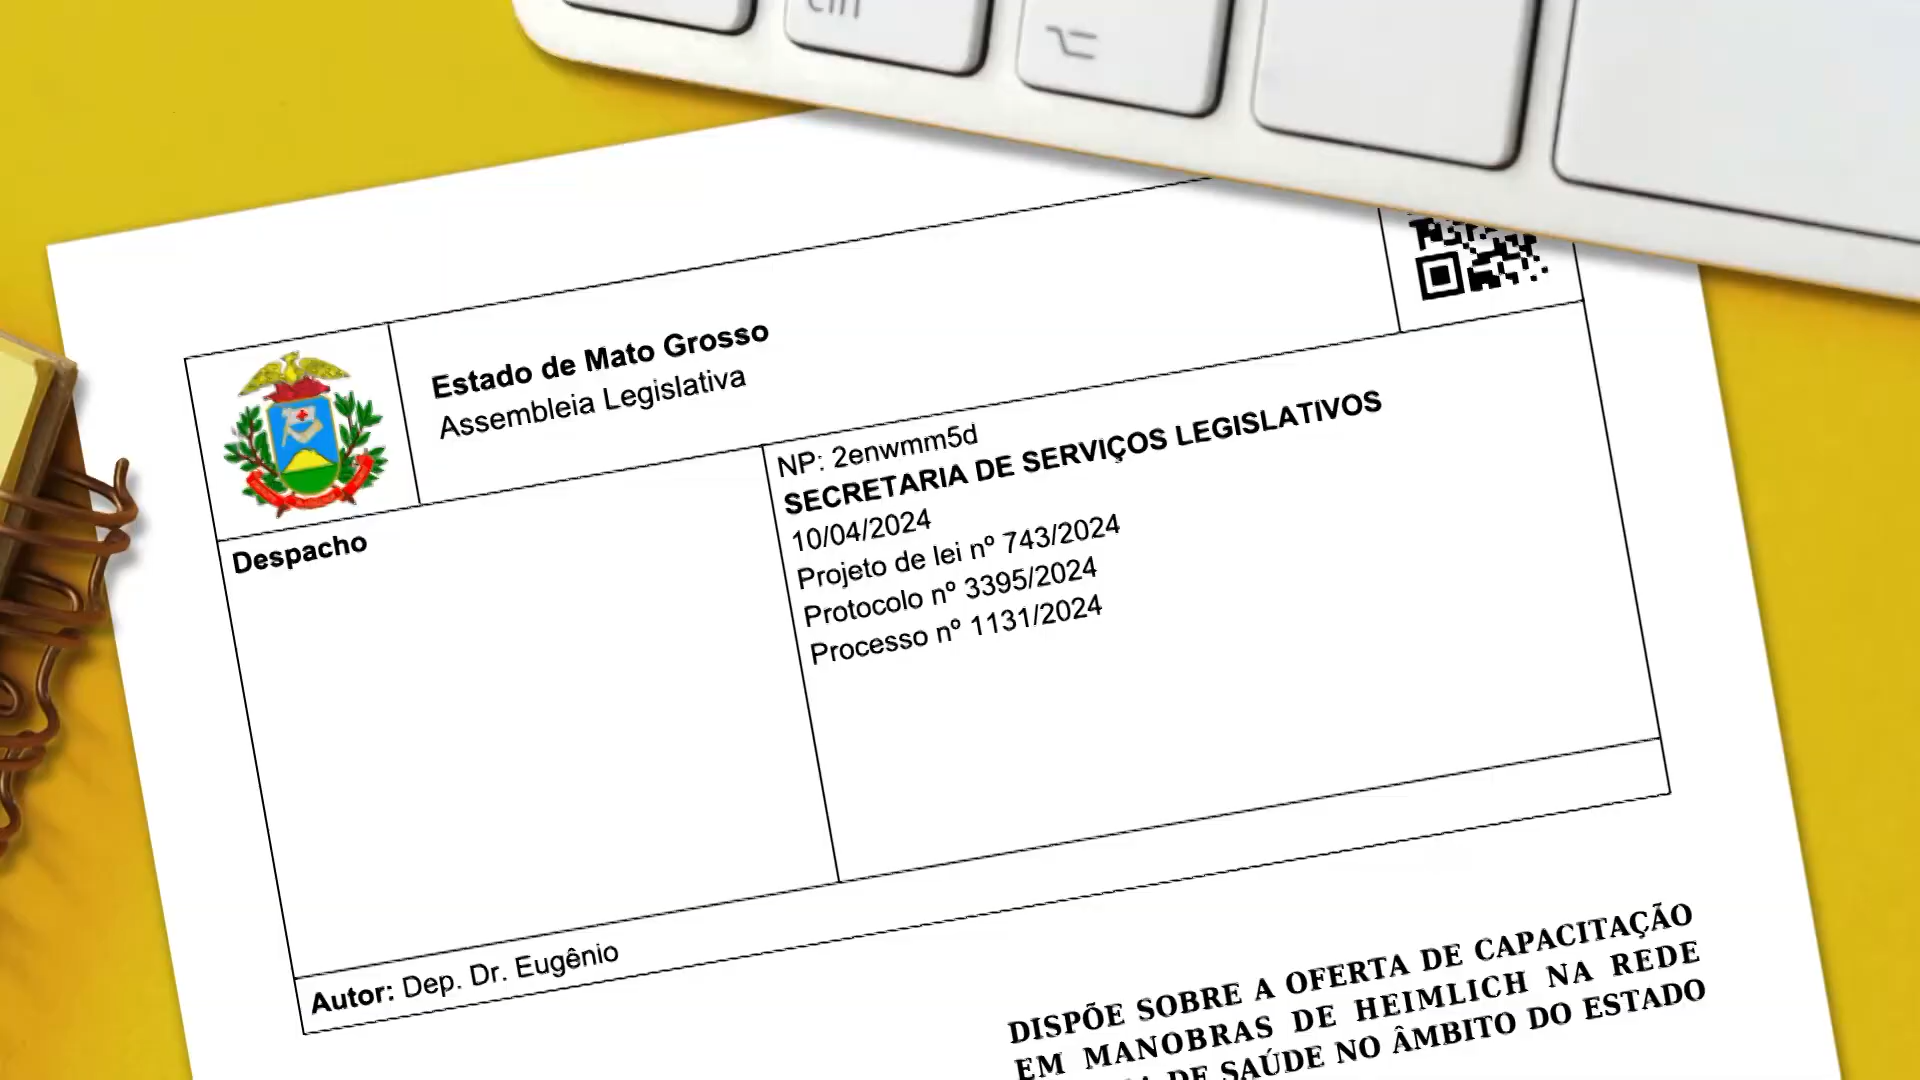 Estado de Mato Grosso
Assembleia Legislativa
NP: 2enwmm5d
SECRETARIA DE SERVIÇOS LEGISLATIVOS
10/04/2024
Projeto de lei nº 743/2024
Protocolo nº 3395/2024
Processo nº 1131/2024
Despacho
Autor: Dep. Dr. Eugênio
DISPÕE SOBRE A OFERTA DE CAPACITAÇÃO
EM MANOBRAS DE HEIMLICH NA REDE
DE SAÚDE NO ÂMBITO DO ESTADO